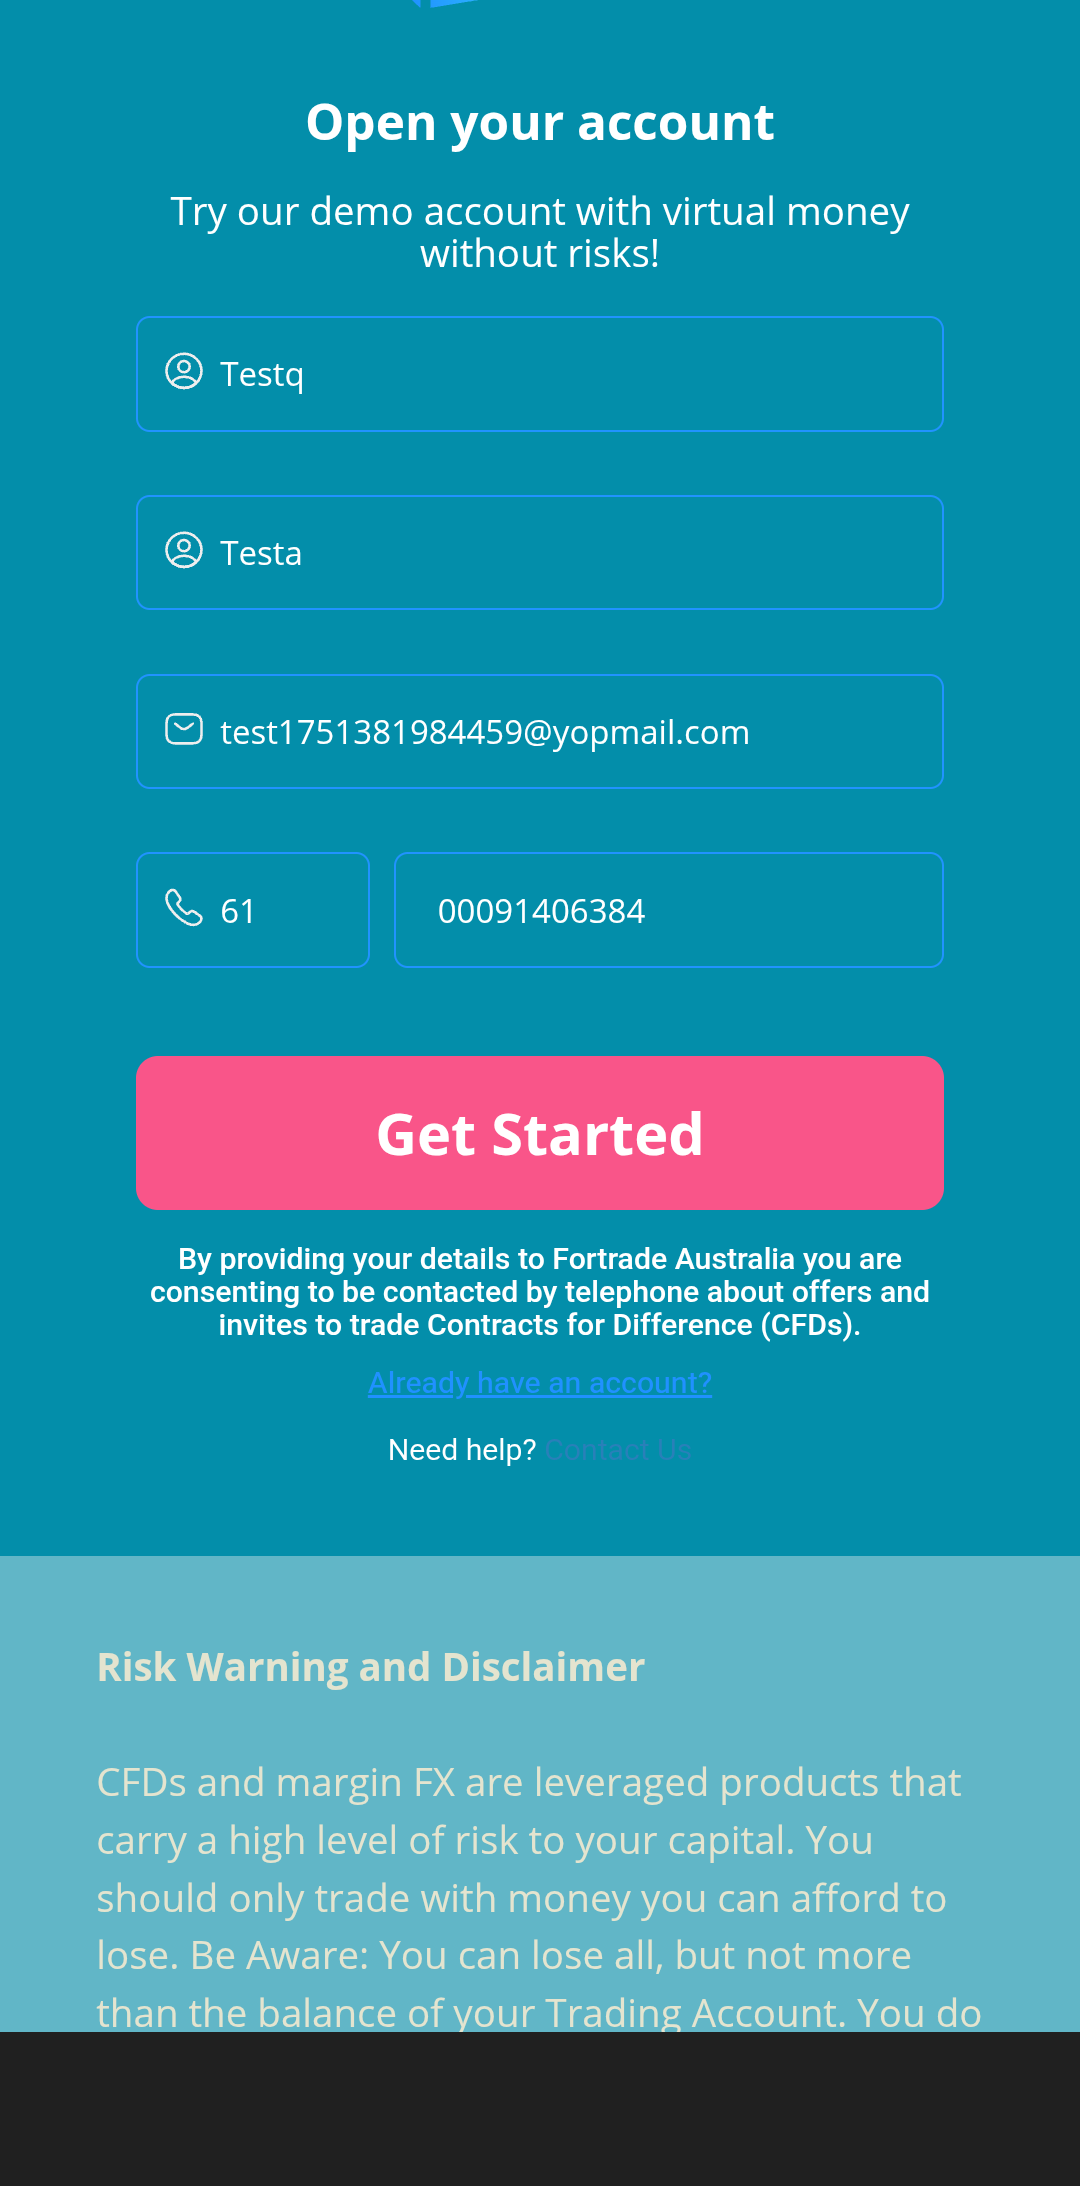 Open your account
Try our demo account with virtual money
without risks!
Testq
Testa
test1751381984459@yopmail.com
61
00091406384
Get Started
By providing your details to Fortrade Australia you are
consenting to be contacted by telephone about offers and
invites to trade Contracts for Difference (CFDs).
Already have an account?
Need help? Contact Us
Risk Warning and Disclaimer
CFDs and margin FX are leveraged products that
carry a high level of risk to your capital. You
should only trade with money you can afford to
lose. Be Aware: You can lose all, but not more
than the balance of your Trading Account. You do